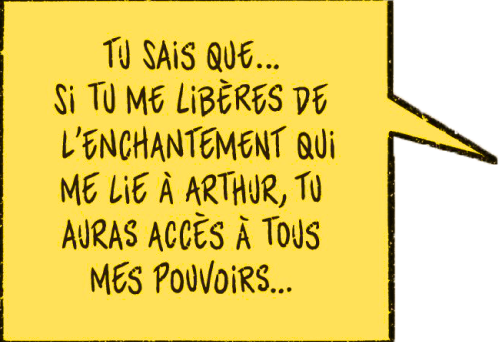 TU SAIS QUE...
SI TU ME LIBÈRES DE
L'ENCHANTEMENT QUI
ME LIE À ARTHUR, TU
AURAS ACCÈS À TOUS
MES POUVOIRS...